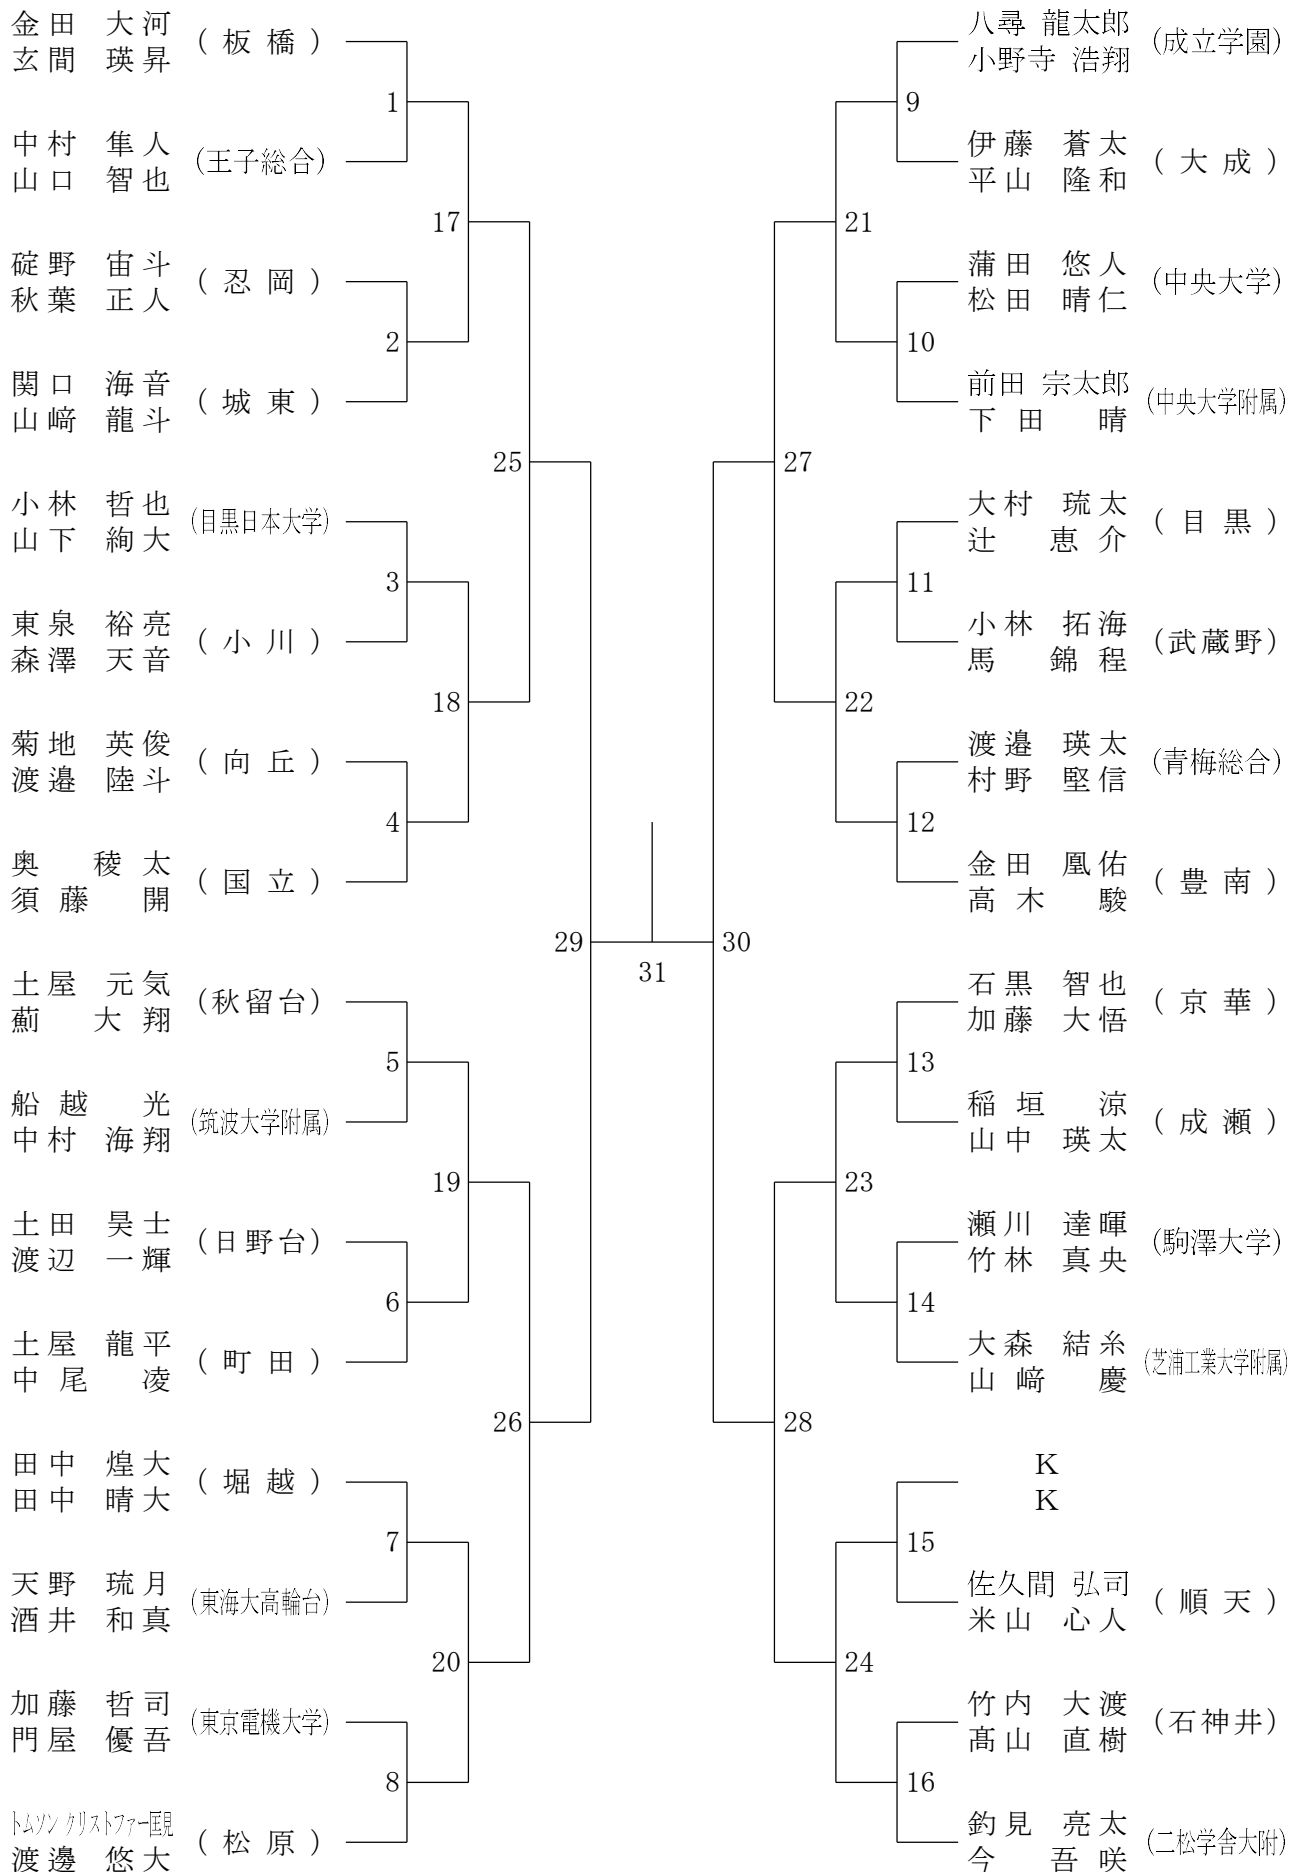 金田 大河
玄間 瑛昇
(板橋)
1
中村 隼人
山口 智也
(王子総合)
17
碇野 宙斗
秋葉 正人
(忍岡)
2
関口 海音
山﨑 龍斗
(城東)
25
小林 哲也
山下 絢大
(目黒日本大学)
3
東泉 裕亮
森澤 天音
(小川)
18
菊地 英俊
渡邉 陸斗
(向丘)
4
奥 稜太
須藤 開
(国立)
29
土屋 元気
薊 大翔
(秋留台)
5
船越 光
中村 海翔
(筑波大学附属)
19
土田 昊士
渡辺 一輝
(日野台)
6
土屋 龍平
中尾 凌
(町田)
26
田中 煌大
田中 晴大
(堀越)
7
天野 琉月
酒井 和真
(東海大高輪台)
20
加藤 哲司
門屋 優吾
(東京電機大学)
8
トムソン クリストファー匡見
渡邊 悠大
(松原)
31
八尋 龍太郎
小野寺 浩翔
(成立学園)
9
伊藤 蒼太
平山 隆和
(大成)
21
蒲田 悠人
松田 晴仁
(中央大学)
10
前田 宗太郎
下田 晴
(中央大学附属)
27
大村 琉太
辻 恵介
(目黒)
11
小林 拓海
馬 錦程
(武蔵野)
22
渡邉 瑛太
村野 堅信
(青梅総合)
12
金田 凰佑
高木 駿
(豊南)
30
石黒 智也
加藤 大悟
(京華)
13
稲垣 涼
山中 瑛太
(成瀬)
23
瀬川 達暉
竹林 真央
(駒澤大学)
14
大森 結糸
山﨑 慶
(芝浦工業大学附属)
28
K
K
15
佐久間 弘司
米山 心人
(順天)
24
竹内 大渡
髙山 直樹
(石神井)
16
釣見 亮太
今 吾咲
(二松学舎大附)